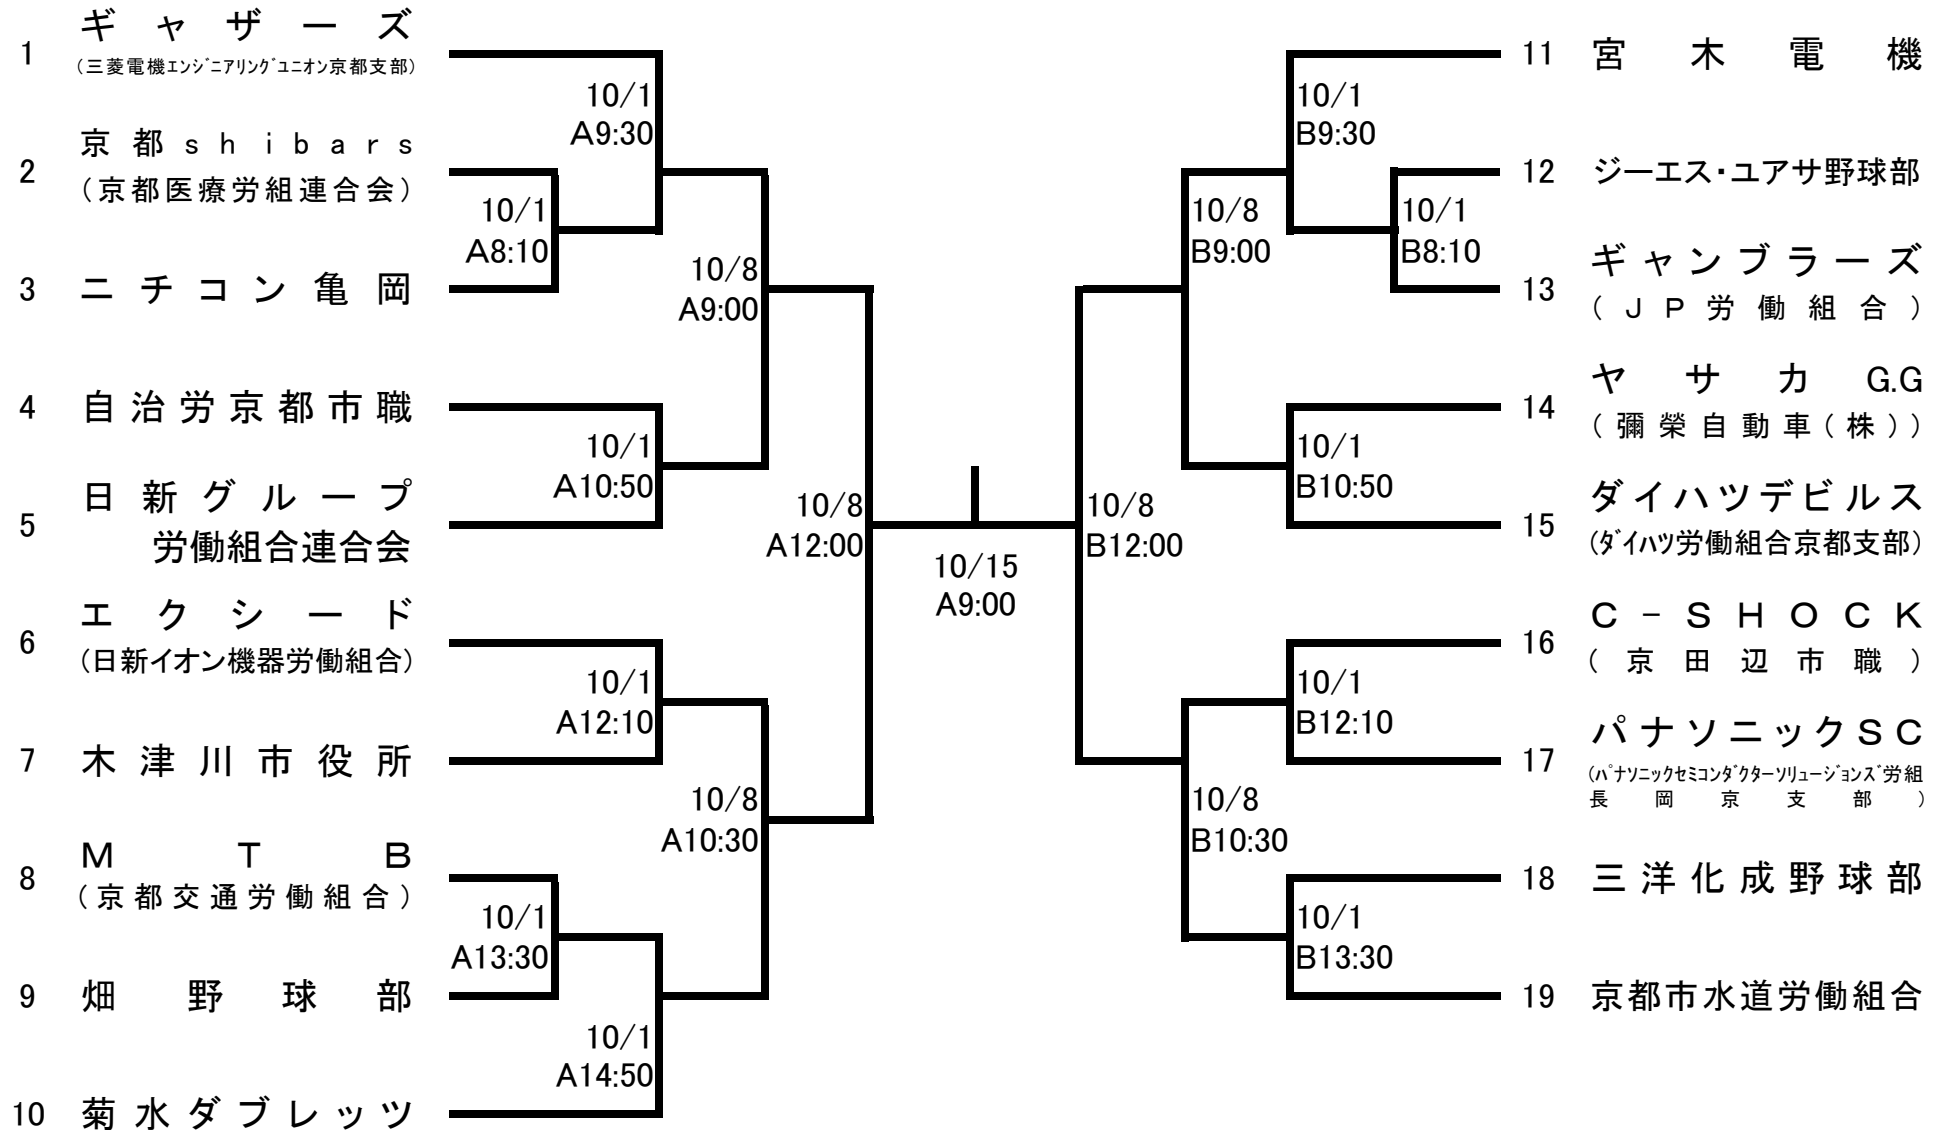 1 ギャザーズ
(三菱電機エンジニアリングユニオン京都支部)
10/1
A9:30
2 京都shibars
(京都医療労組連合会)
10/1
A8:10
3 ニチコン亀岡
10/8
A9:00
4 自治労京都市職
10/1
A10:50
5 日新グループ
労働組合連合会
10/8
A12:00
6 エクシード
(日新イオン機器労働組合)
10/1
A12:10
7 木津川市役所
10/8
A10:30
8 MTB
(京都交通労働組合)
10/1
A13:30
9 畑野球部
10/1
A14:50
10 菊水ダブレッツ
10/15
A9:00
11 宮木電機
10/1
B9:30
12 ジーエス・ユアサ野球部
10/1
B8:10
10/8
B9:00
13 ギャンブラーズ
(JP労働組合)
14 ヤサカG.G
(彌榮自動車(株))
10/1
B10:50
15 ダイハツデビルス
(ダイハツ労働組合京都支部)
10/8
B12:00
16 C-SHOCK
(京田辺市職)
10/1
B12:10
17 パナソニックSC
(パナソニックセミコンダクターソリューションズ労組
長岡京支部)
10/8
B10:30
18 三洋化成野球部
10/1
B13:30
19 京都市水道労働組合